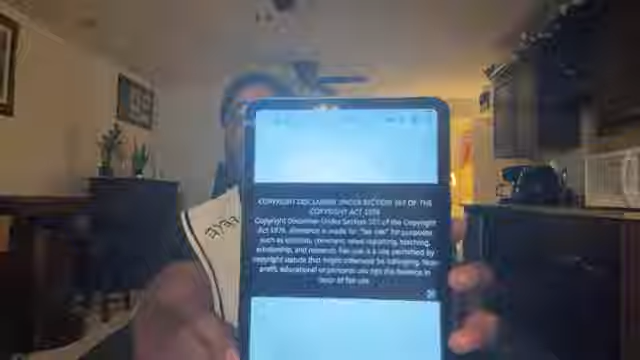 COPYRIGHT DISCLAIMER UNDER SECTION 107 OF THE
COPYRIGHT ACT 1976
Copyright Disclaimer Under Section 107 of the Copyright
Act 1976, allowance is made for "fair use" for purposes
such as criticism, comment, news reporting, teaching,
scholarship, and research. Fair use is a use permitted by
copyright statute that might otherwise be infringing. Non-
profit, educational or personal use tips the balance in
favor of fair use.